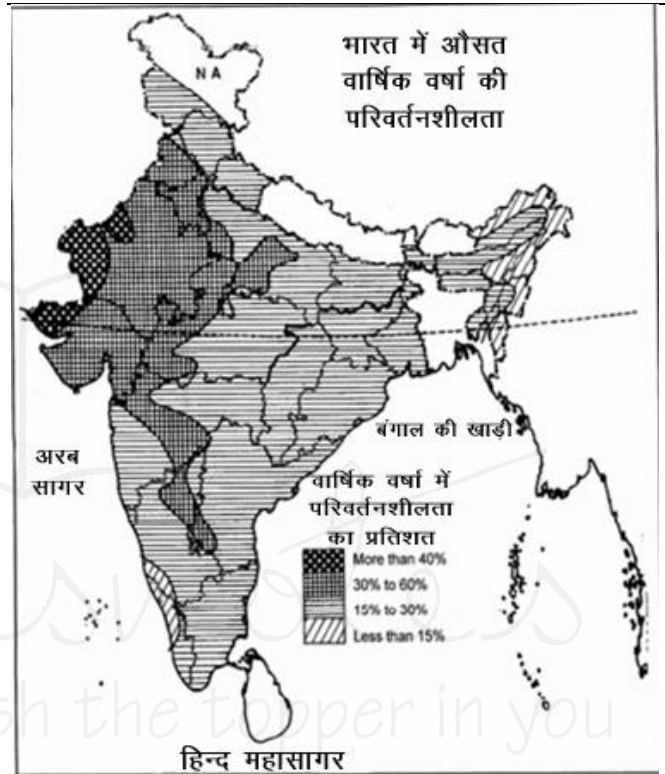 भारत में औसत
वार्षिक वर्षा की
परिवर्तनशीलता
N A
बंगाल की खाड़ी
अरब
सागर
वार्षिक वर्षा में
परिवर्तनशीलता
का प्रतिशत
More than 40%
30% to 60%
15% to 30%
Less than 15%
sh the topper in you
हिन्द महासागर